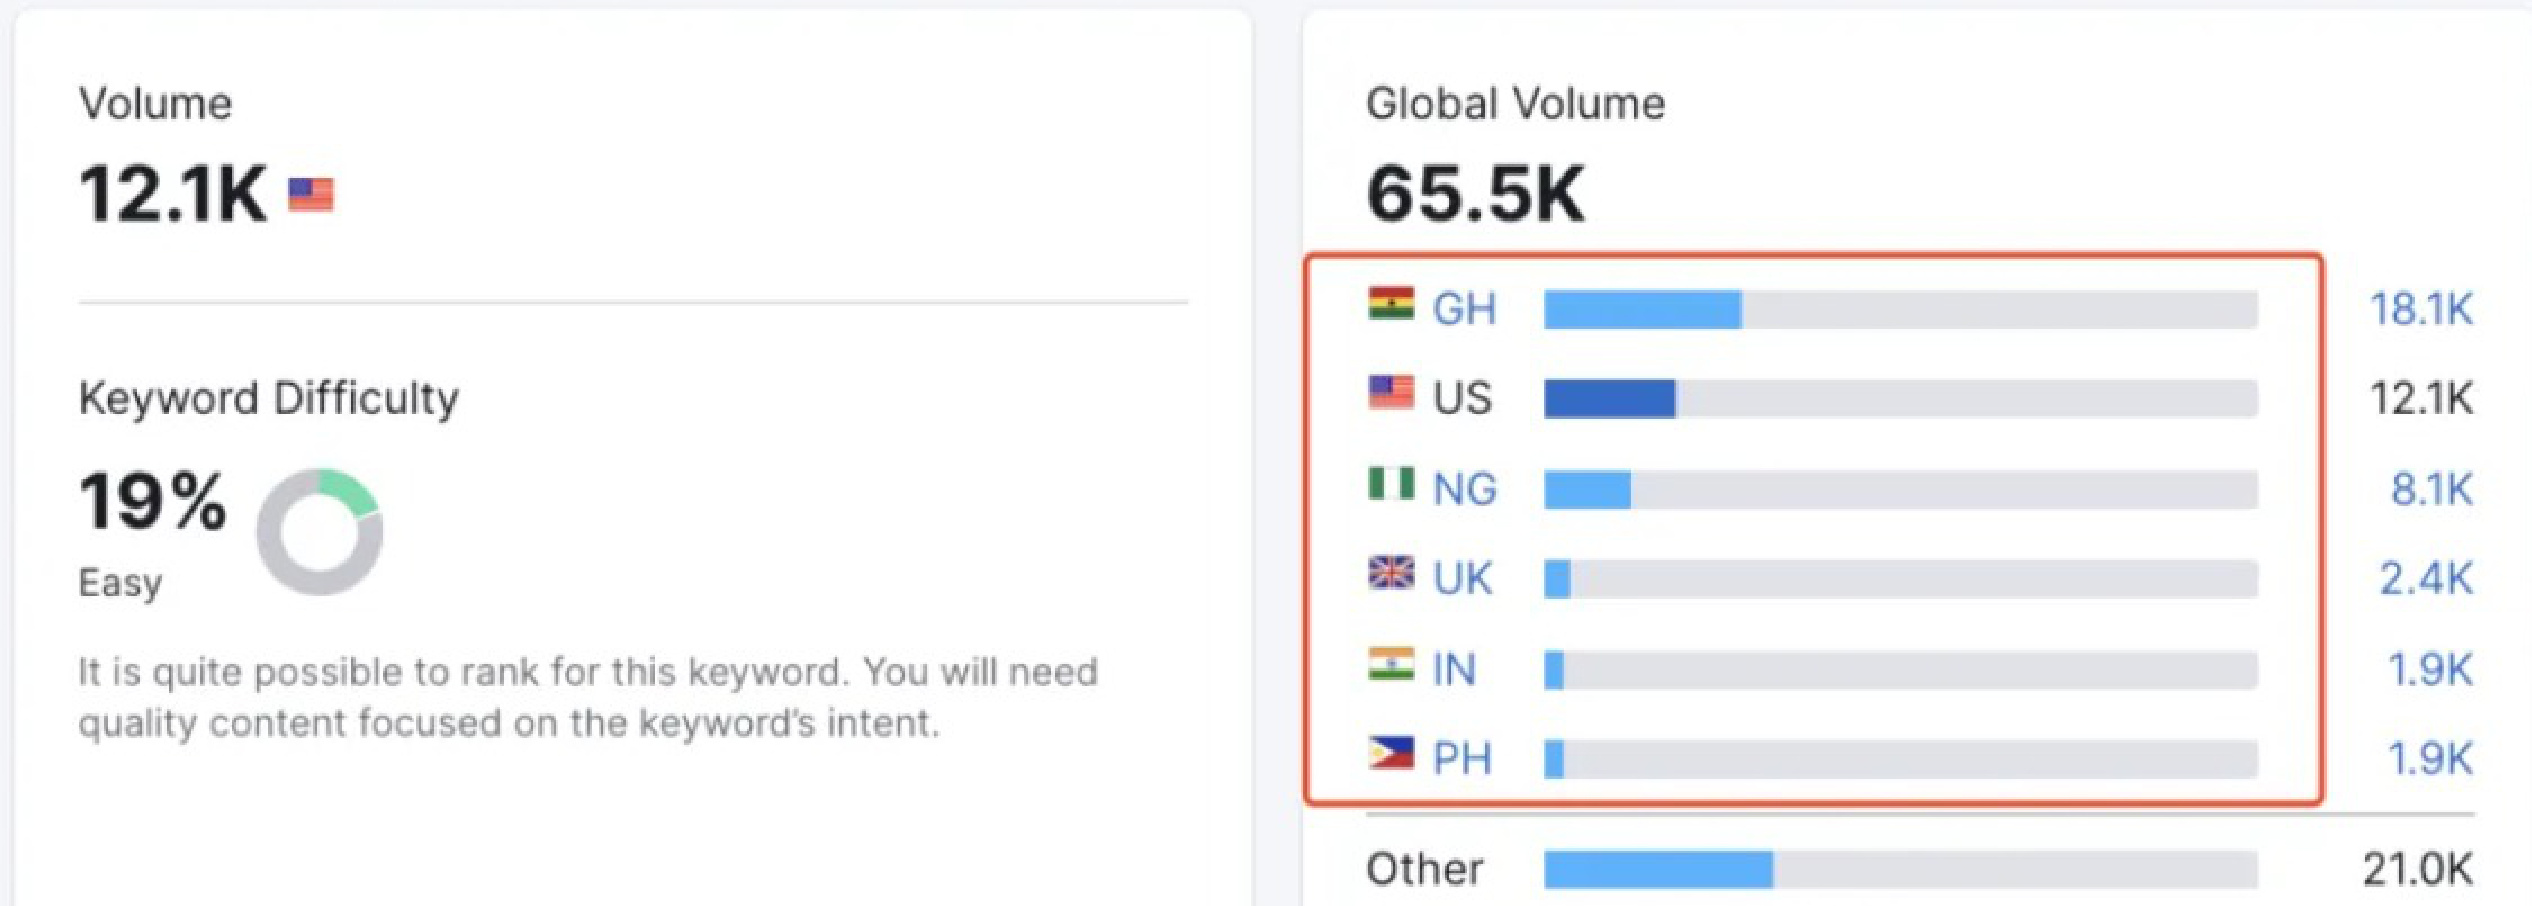 Volume
12.1K
Keyword Difficulty
19%
Easy
It is quite possible to rank for this keyword. You will need
quality content focused on the keyword's intent.
Global Volume
65.5K
GH 18.1K
US 12.1K
NG 8.1K
UK 2.4K
IN 1.9K
PH 1.9K
Other 21.0K